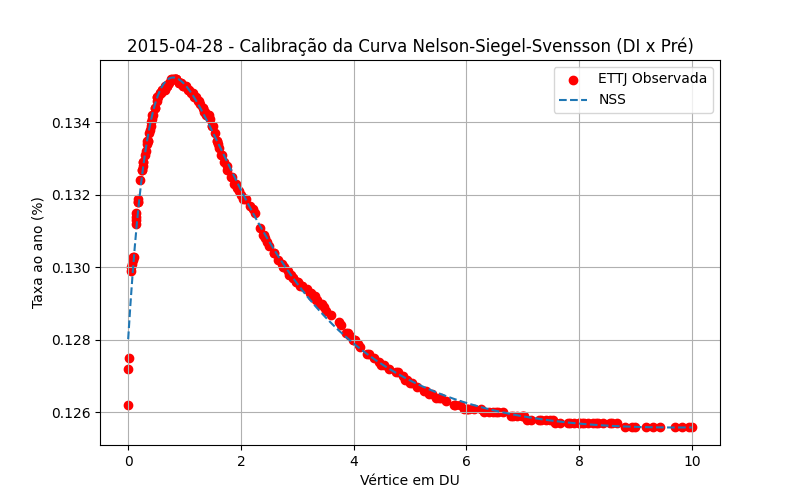 2015-04-28 - Calibração da Curva Nelson-Siegel-Svensson (DI x Pré)
ETTJ Observada
NSS
Taxa ao ano (%)
0.134
0.132
0.130
0.128
0.126
0
2
4
6
8
10
Vértice em DU